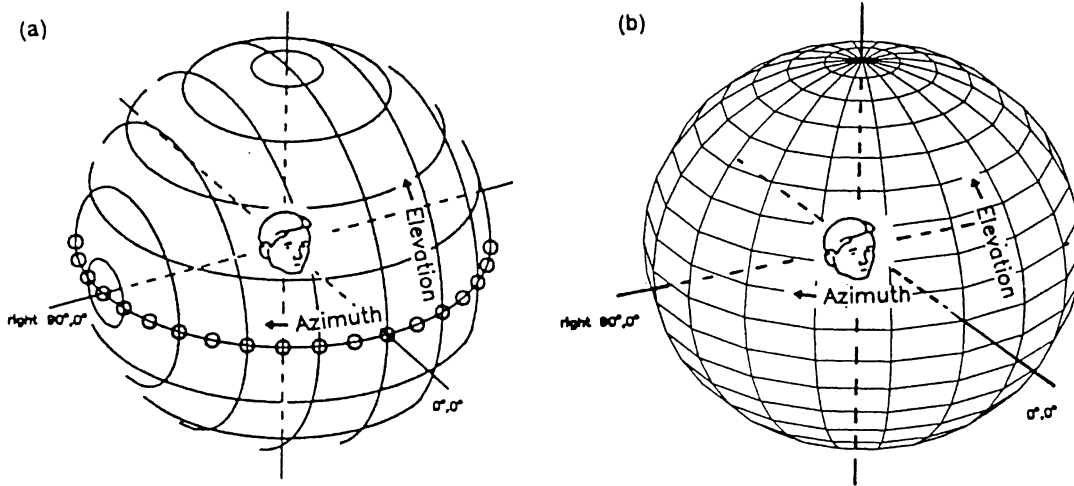 (a)
← Elevation
← Azimuth
right 90°,0°
0°,0°
(b)
← Elevation
← Azimuth
right 90°,0°
0°,0°